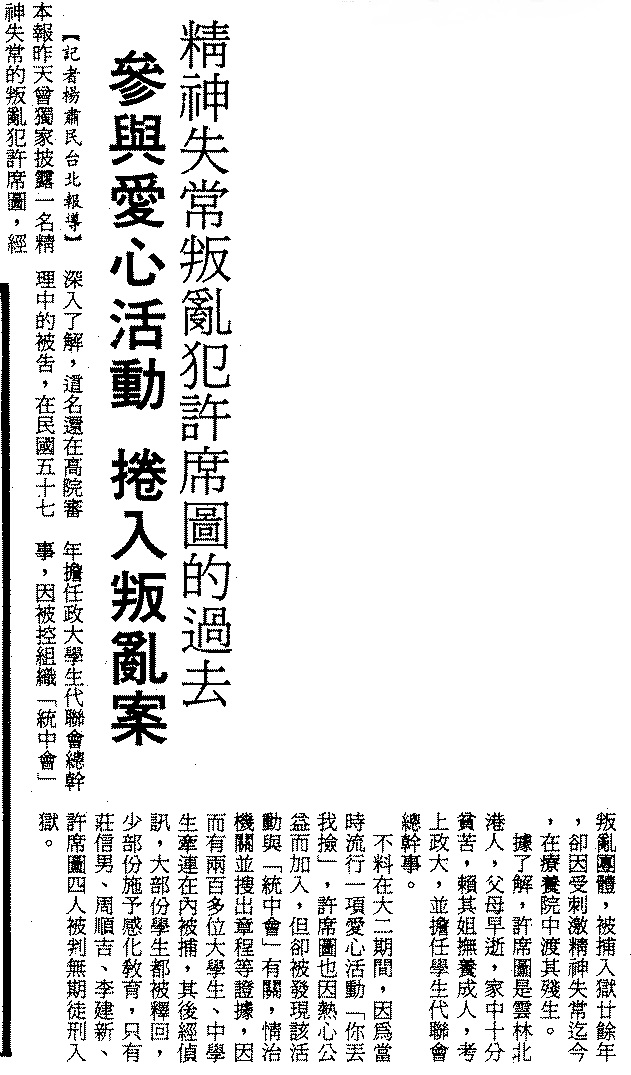 精神失常叛亂犯許席圖的過去
參與愛心活動 捲入叛亂案
【記者楊肅民台北報導】
本報昨天曾獨家披露一名精
神失常的叛亂犯許席圖，經
深入了解，這名還在高院審
理中的被告，在民國五十七
年擔任政大學生代聯會總幹
事，因被控組織「統中會」
叛亂團體，被捕入獄廿餘年
，卻因受刺激精神失常迄今
，在療養院中渡其殘生。
據了解，許席圖是雲林北
港人，父母早逝，家中十分
貧苦，賴其姐撫養成人，考
上政大，並擔任學生代聯會
總幹事。
不料在大二期間，因為當
時流行一項愛心活動「你丟
我撿」，許席圖也因熱心公
益而加入，但卻被發現該活
動與「統中會」有關，情治
機關並搜出章程等證據，因
而有兩百多位大學生、中學
生牽連在內被捕，其後經偵
訊，大部份學生都被釋回，
少部份施予感化教育，只有
莊信男、周順吉、李建新、
許席圖四人被判無期徒刑入
獄。